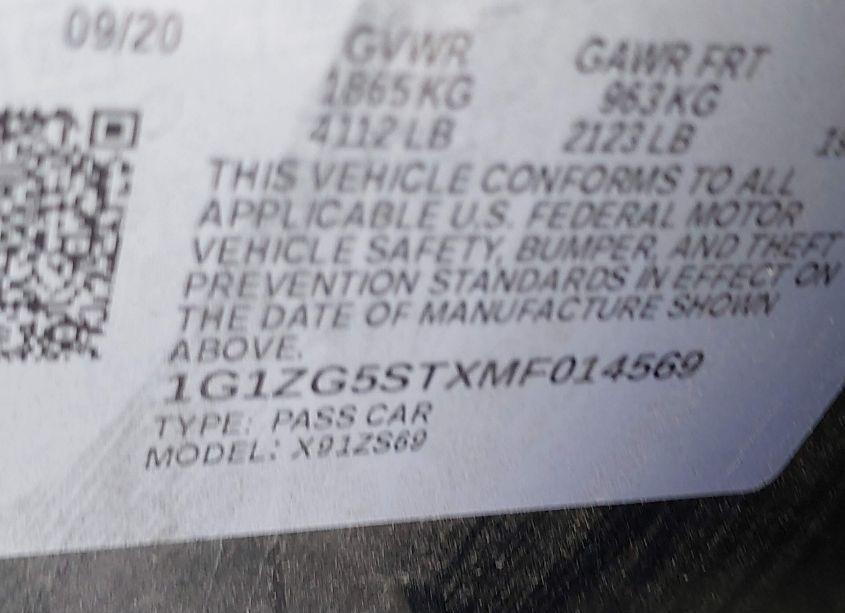 09/20
GVWR GAWR FRT
1865 KG 963 KG
4112 LB 2123 LB
THIS VEHICLE CONFORMS TO ALL
APPLICABLE U.S. FEDERAL MOTOR
VEHICLE SAFETY, BUMPER, AND THEFT
PREVENTION STANDARDS IN EFFECT ON
THE DATE OF MANUFACTURE SHOWN
ABOVE.
1G1ZG5STXMF014569
TYPE: PASS CAR
MODEL: X91ZS69